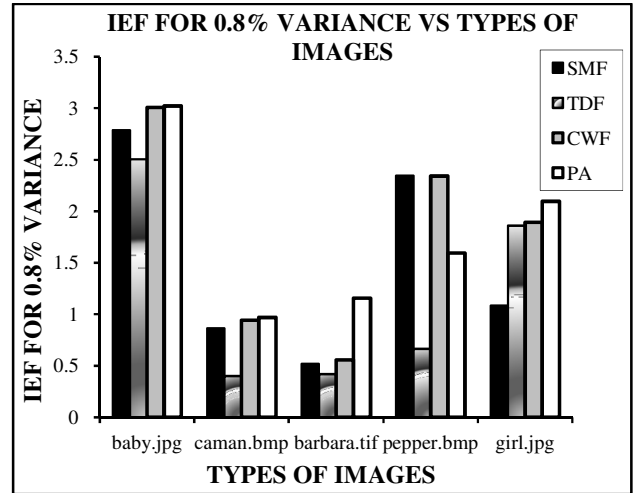 IEF FOR 0.8% VARIANCE VS TYPES OF
IMAGES
IEF FOR 0.8% VARIANCE
3.5
3
2.5
2
1.5
1
0.5
0
SMF
TDF
CWF
PA
baby.jpg caman.bmp barbara.tif pepper.bmp girl.jpg
TYPES OF IMAGES